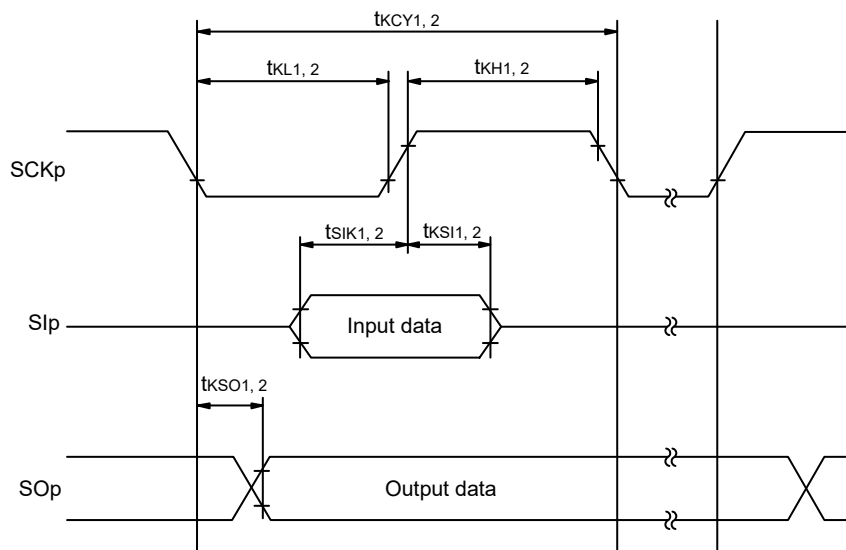 tKCY1, 2
tKL1, 2
tKH1, 2
SCKp
tSIK1, 2
tKSI1, 2
SIp
Input data
tKSO1, 2
SOp
Output data